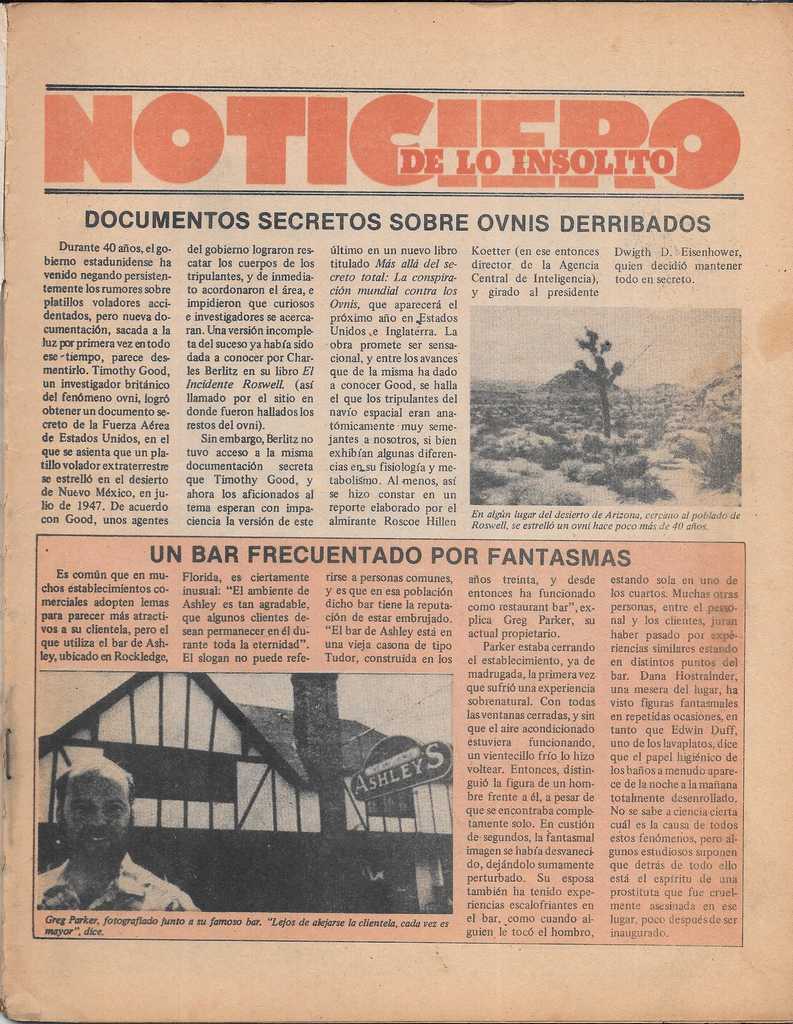 NOTICIERO
DE LO INSOLITO
DOCUMENTOS SECRETOS SOBRE OVNIS DERRIBADOS
Durante 40 años, el go-
bierno estadunidense ha
venido negando persisten-
temente los rumores sobre
platillos voladores acci-
dentados, pero nueva do-
cumentación, sacada a la
luz por primera vez en todo
ese tiempo, parece des-
mentirlo. Timothy Good,
un investigador británico
del fenómeno ovni, logró
obtener un documento se-
creto de la Fuerza Aérea
de Estados Unidos, en el
que se asienta que un pla-
tillo volador extraterrestre
se estrelló en el desierto
de Nuevo México, en ju-
lio de 1947. De acuerdo
con Good, unos agentes
del gobierno lograron res-
catar los cuerpos de los
tripulantes, y de inmedia-
to acordonaron el área, e
impidieron que curiosos
e investigadores se acerca-
ran. Una versión incomple-
ta del suceso ya había sido
dada a conocer por Char-
les Berlitz en su libro El
Incidente Roswell. (así
llamado por el sitio en
donde fueron hallados los
restos del ovni).
Sin embargo, Berlitz no
tuvo acceso a la misma
documentación secreta
que Timothy Good, y
ahora los aficionados al
tema esperan con impa-
ciencia la versión de este
último en un nuevo libro
titulado Más allá del se-
creto total: La conspira-
ción mundial contra los
Ovnis, que aparecerá el
próximo año en Estados
Unidos e Inglaterra. La
obra promete ser sensa-
cional, y entre los avances
que de la misma ha dado
a conocer Good, se halla
el que los tripulantes del
navío espacial eran ana-
tómicamente muy seme-
jantes a nosotros, si bien
exhibían algunas diferen-
cias en su fisiología y me-
tabolismo. Al menos, así
se hizo constar en un
reporte elaborado por el
almirante Roscoe Hillen
Koetter (en ese entonces
director de la Agencia
Central de Inteligencia),
y girado al presidente
Dwigth D. Eisenhower,
quien decidió mantener
todo en secreto.
En algún lugar del desierto de Arizona, cercano al poblado de
Roswell, se estrelló un ovni hace poco más de 40 años.
UN BAR FRECUENTADO POR FANTASMAS
Es común que en mu-
chos establecimientos co-
merciales adopten lemas
para parecer más atracti-
vos a su clientela, pero el
que utiliza el bar de Ash-
ley, ubicado en Rockledge,
Florida, es ciertamente
inusual: "El ambiente de
Ashley es tan agradable,
que algunos clientes de-
sean permanecer en él du-
rante toda la eternidad".
El slogan no puede refe-
rirse a personas comunes,
y es que en esa población
dicho bar tiene la reputa-
ción de estar embrujado.
"El bar de Ashley está en
una vieja casona de tipo
Tudor, construida en los
años treinta, y desde
entonces ha funcionado
como restaurant bar", ex-
plica Greg Parker, su
actual propietario.
Parker estaba cerrando
el establecimiento, ya de
madrugada, la primera vez
que sufrió una experiencia
sobrenatural. Con todas
las ventanas cerradas, y sin
que el aire acondicionado
estuviera funcionando,
un vientecillo frío lo hizo
voltear. Entonces, distin-
guió la figura de un hom-
bre frente a él, a pesar de
que se encontraba comple-
tamente solo. En custión
de segundos, la fantasmal
imagen se había desvaneci-
do, dejándolo sumamente
perturbado. Su esposa
también ha tenido expe-
riencias escalofriantes en
el bar, como cuando al-
guien le tocó el hombro,
estando sola en uno de
los cuartos. Muchas otras
personas, entre el perso-
nal y los clientes, juran
haber pasado por expe-
riencias similares estando
en distintos puntos del
bar. Dana Hostrainder,
una mesera del lugar, ha
visto figuras fantasmales
en repetidas ocasiones, en
tanto que Edwin Duff,
uno de los lavaplatos, dice
que el papel higiénico de
los baños a menudo apare-
ce de la noche a la mañana
totalmente desenrollado.
No se sabe a ciencia cierta
cuál es la causa de todos
estos fenómenos, pero al-
gunos estudiosos suponen
que detrás de todo ello
está el espíritu de una
prostituta que fue cruel-
mente asesinada en ese
lugar, poco después de ser
inaugurado.
ASHLEY'S
Greg Parker, fotografiado junto a su famoso bar. "Lejos de alejarse la clientela, cada vez es
mayor", dice.